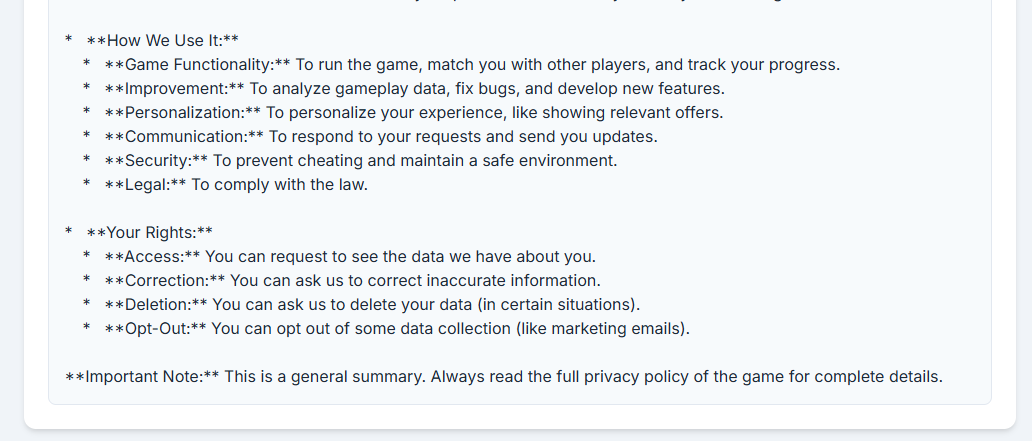 *   **How We Use It:**
    *   **Game Functionality:** To run the game, match you with other players, and track your progress.
    *   **Improvement:** To analyze gameplay data, fix bugs, and develop new features.
    *   **Personalization:** To personalize your experience, like showing relevant offers.
    *   **Communication:** To respond to your requests and send you updates.
    *   **Security:** To prevent cheating and maintain a safe environment.
    *   **Legal:** To comply with the law.
*   **Your Rights:**
    *   **Access:** You can request to see the data we have about you.
    *   **Correction:** You can ask us to correct inaccurate information.
    *   **Deletion:** You can ask us to delete your data (in certain situations).
    *   **Opt-Out:** You can opt out of some data collection (like marketing emails).
**Important Note:** This is a general summary. Always read the full privacy policy of the game for complete details.